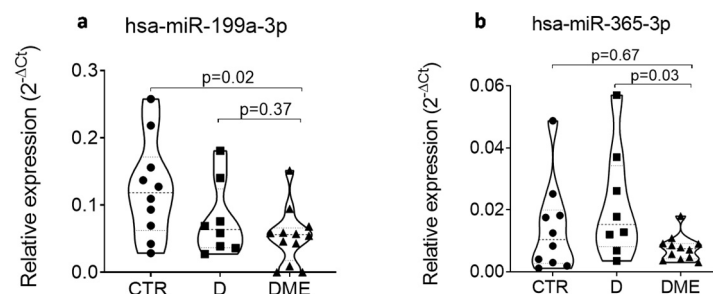 a
hsa-miR-199a-3p
Relative expression (2-ΔCt)
0.3
0.2
0.1
0.0
p=0.02
p=0.37
CTR D DME
b
hsa-miR-365-3p
Relative expression (2-ΔCt)
0.06
0.04
0.02
0.00
p=0.67
p=0.03
CTR D DME